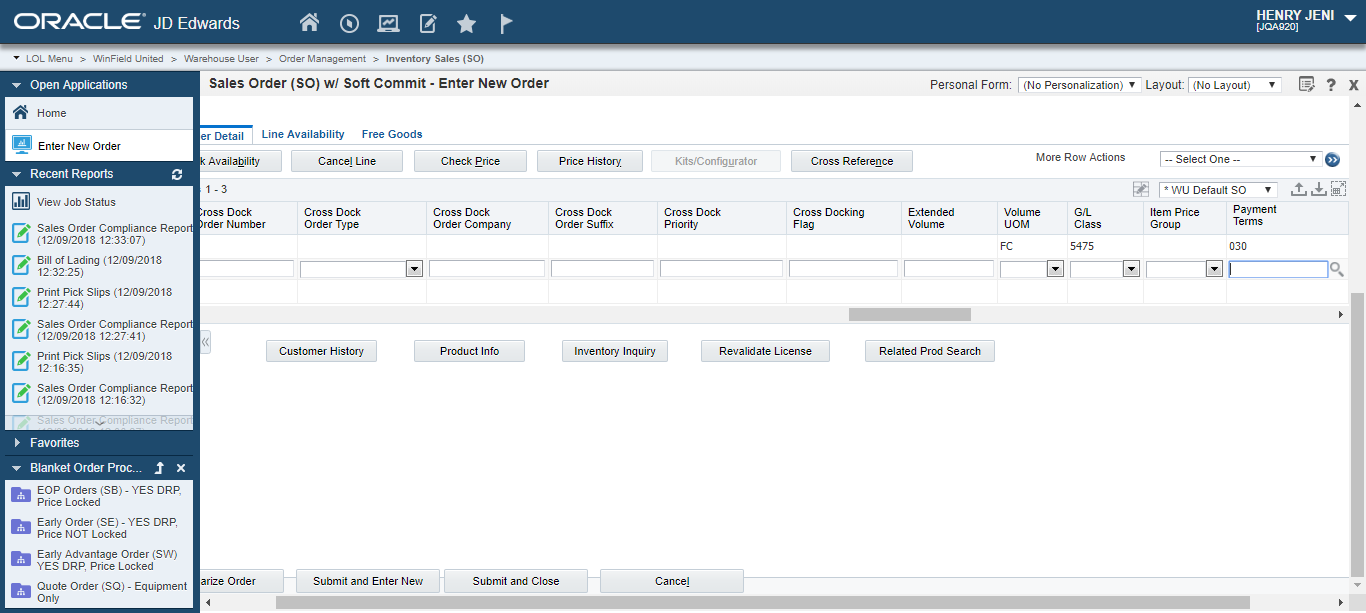 ORACLE JD Edwards
HENRY JENI
[JQA920]
LOL Menu > WinField United > Warehouse User > Order Management > Inventory Sales (SO)
Open Applications
Home
Enter New Order
Recent Reports
View Job Status
Sales Order Compliance Report
(12/09/2018 12:33:07)
Bill of Lading (12/09/2018
12:32:25)
Print Pick Slips (12/09/2018
12:27:44)
Sales Order Compliance Report
(12/09/2018 12:27:41)
Print Pick Slips (12/09/2018
12:16:35)
Sales Order Compliance Report
(12/09/2018 12:16:32)
Sales Order Compliance Report
Favorites
Blanket Order Proc...
EOP Orders (SB) - YES DRP,
Price Locked
Early Order (SE) - YES DRP,
Price NOT Locked
Early Advantage Order (SW)
YES DRP, Price Locked
Quote Order (SQ) - Equipment
Only
Sales Order (SO) w/ Soft Commit - Enter New Order
Personal Form: (No Personalization) Layout: (No Layout) ? X
er Detail Line Availability Free Goods
k Availability Cancel Line Check Price Price History Kits/Configurator Cross Reference
More Row Actions -- Select One --
1 - 3
* WU Default SO
Cross Dock Cross Dock Cross Dock Cross Dock Cross Dock Cross Docking Extended Volume G/L Item Price Payment
Order Number Order Type Order Company Order Suffix Priority Flag Volume UOM Class Group Terms
FC 5475 030
Customer History Product Info Inventory Inquiry Revalidate License Related Prod Search
arize Order Submit and Enter New Submit and Close Cancel